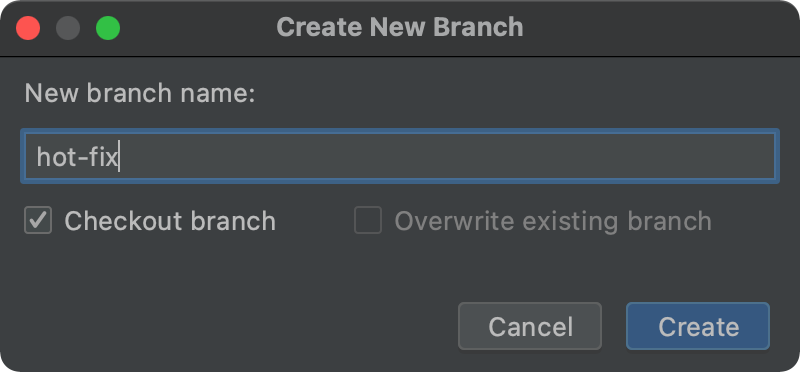 Create New Branch
New branch name:
hot-fix
Checkout branch
Overwrite existing branch
Cancel
Create